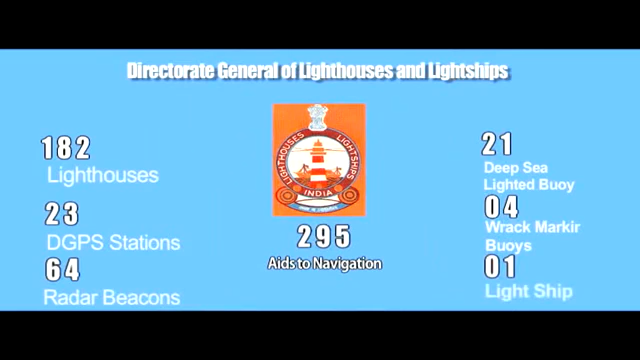 Directorate General of Lighthouses and Lightships
182
Lighthouses
23
DGPS Stations
64
Radar Beacons
LIGHTHOUSES LIGHTSHIPS
INDIA
295
Aids to Navigation
21
Deep Sea
Lighted Buoy
04
Wrack Markir
Buoys
01
Light Ship